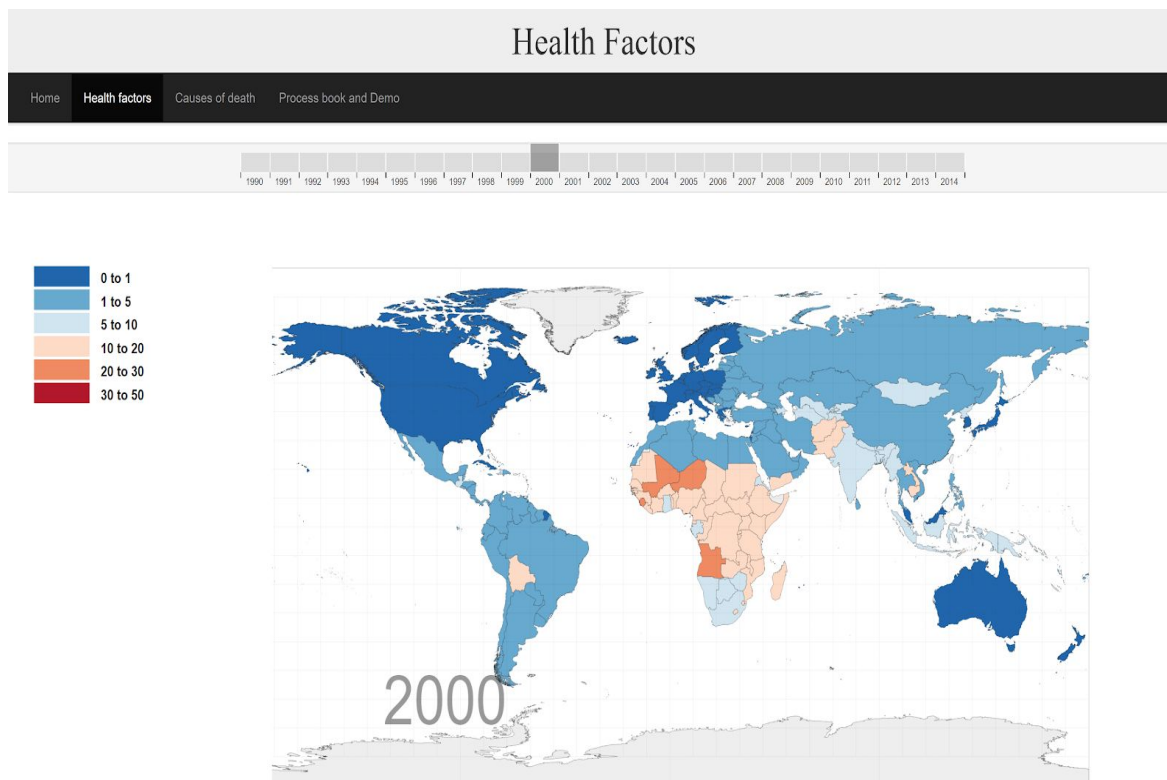 Health Factors
Home Health factors Causes of death Process book and Demo
1990 1991 1992 1993 1994 1995 1996 1997 1998 1999 2000 2001 2002 2003 2004 2005 2006 2007 2008 2009 2010 2011 2012 2013 2014
0 to 1
1 to 5
5 to 10
10 to 20
20 to 30
30 to 50
2000